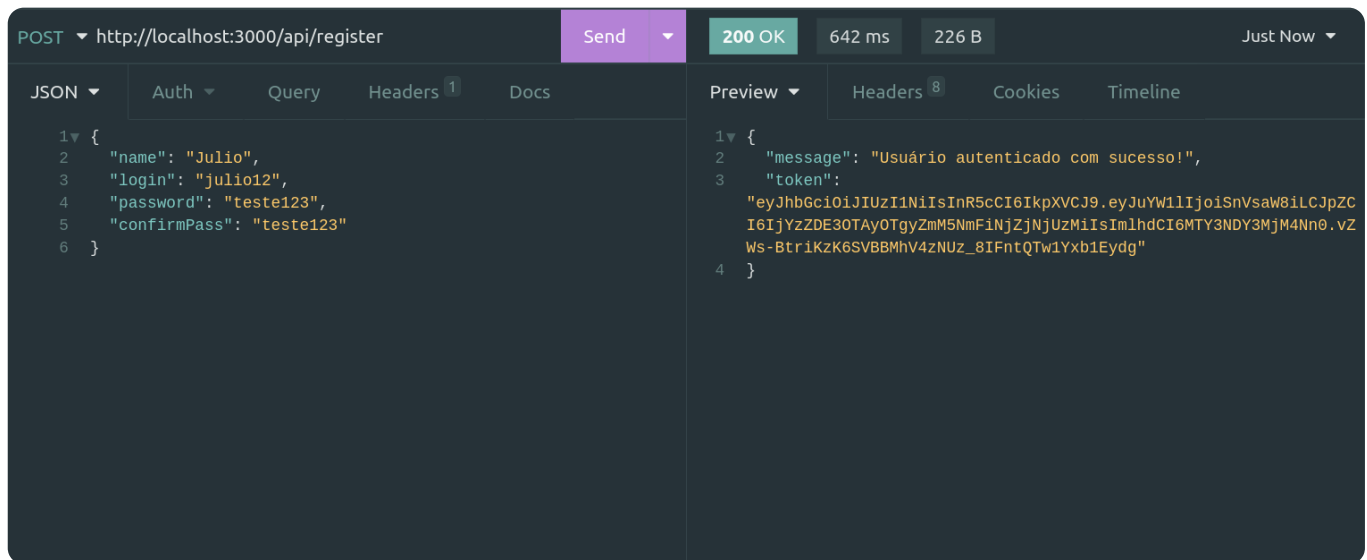 POST http://localhost:3000/api/register Send 200 OK 642 ms 226 B Just Now
JSON Auth Query Headers 1 Docs
1 {
2 "name": "Julio",
3 "login": "julio12",
4 "password": "teste123",
5 "confirmPass": "teste123"
6 }
Preview Headers 8 Cookies Timeline
1 {
2 "message": "Usuário autenticado com sucesso!",
3 "token":
"eyJhbGciOiJIUzI1NiIsInR5cCI6IkpXVCJ9.eyJuYW1lIjoiSnVsaW8iLCJpZC
I6IjYzZDE3OTAyOTgyZmM5NmFiNjZjNjUzMiIsImlhdCI6MTY3NDY3MjM4Nn0.vZ
Ws-BtriKzK6SVBBMhV4zNUz_8IFntQTw1Yxb1Eydg"
4 }